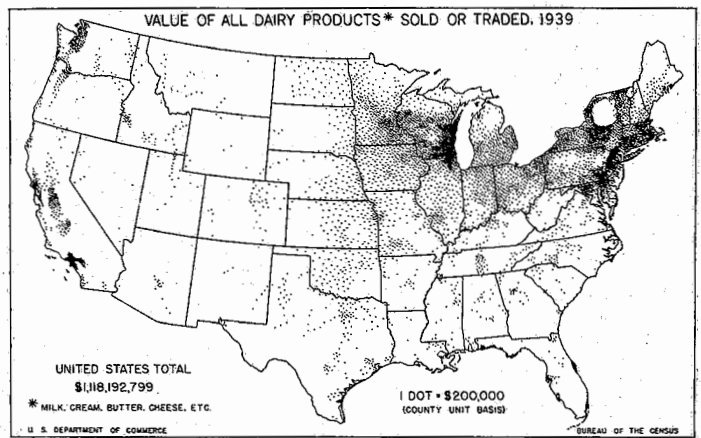 VALUE OF ALL DAIRY PRODUCTS* SOLD OR TRADED, 1939
UNITED STATES TOTAL
$1,118,192,799
* MILK, CREAM, BUTTER, CHEESE, ETC.
1 DOT = $200,000
(COUNTY UNIT BASIS)
U. S. DEPARTMENT OF COMMERCE
BUREAU OF THE CENSUS